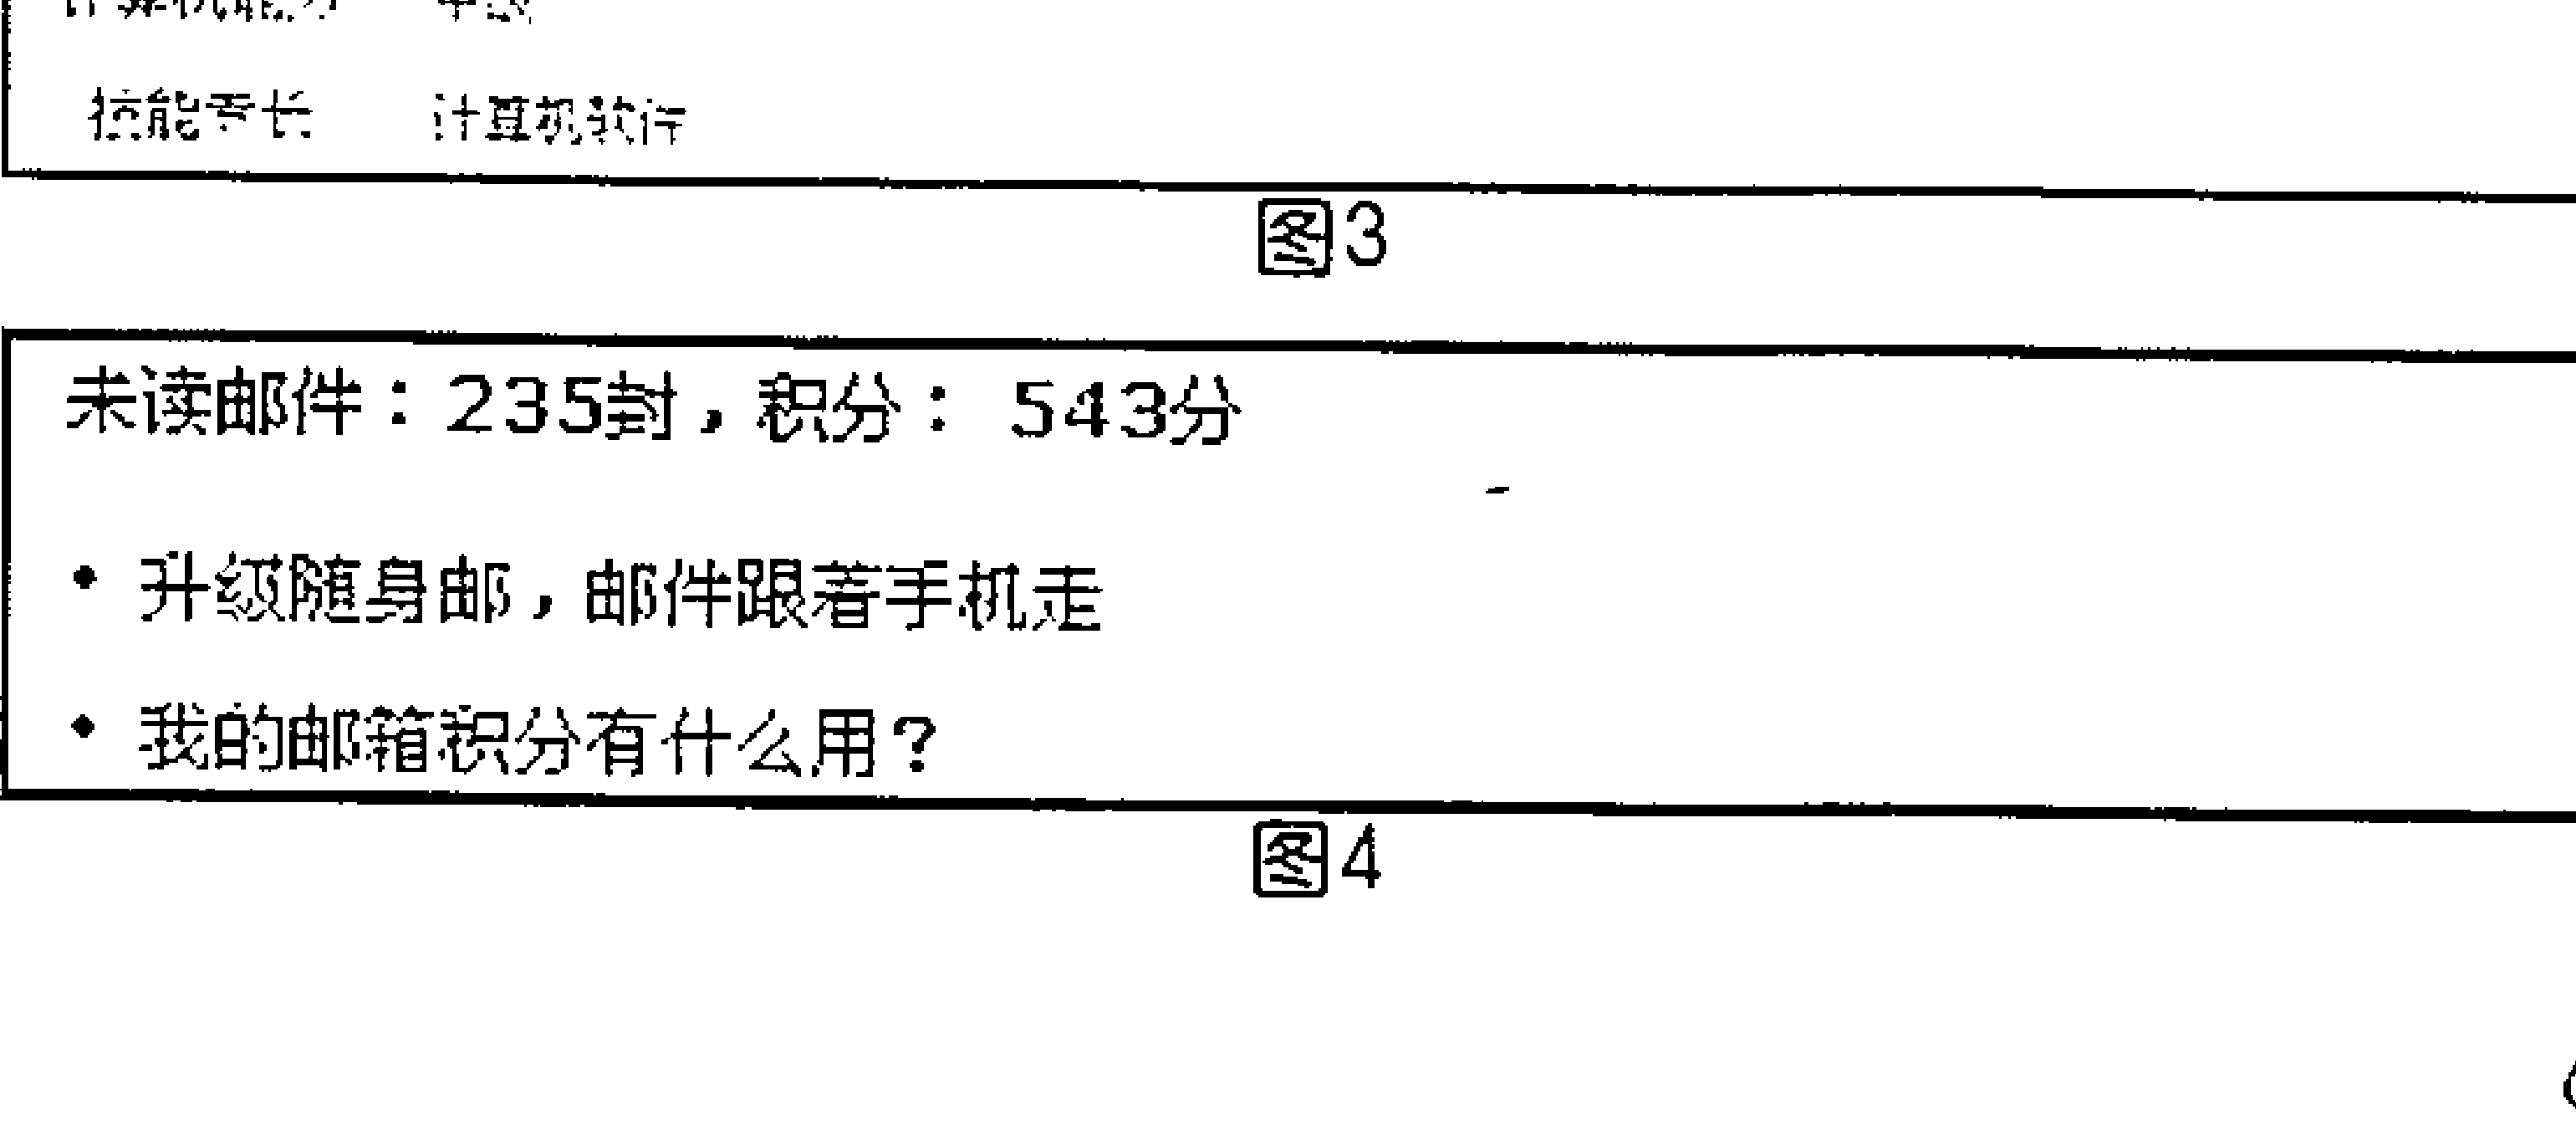 技能专长 计算机软件
图3
未读邮件：235封，积分： 543分
• 升级随身邮，邮件跟着手机走
• 我的邮箱积分有什么用？
图4